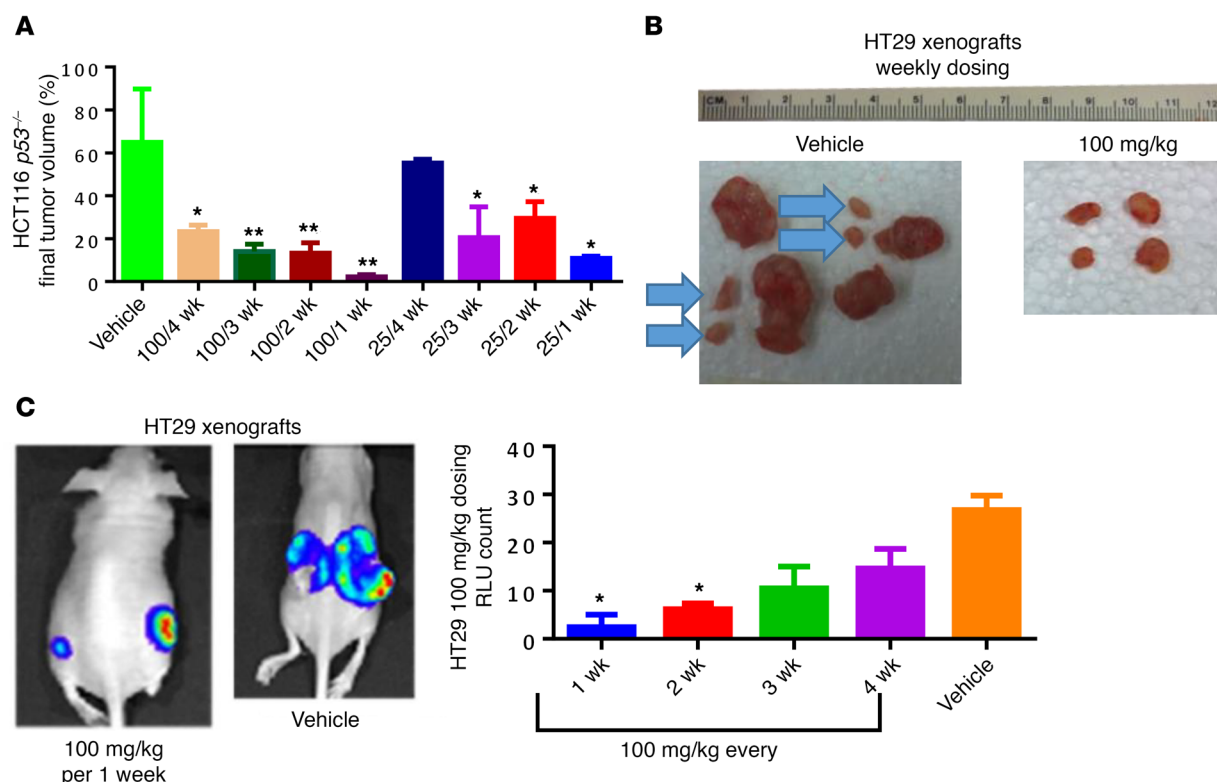 A
HCT116 p53–/–
final tumor volume (%)
100
80
60
40
20
0
*
**
**
**
*
*
*
Vehicle
100/4 wk
100/3 wk
100/2 wk
100/1 wk
25/4 wk
25/3 wk
25/2 wk
25/1 wk
B
HT29 xenografts
weekly dosing
CM 1 2 3 4 5 6 7 8 9 10 11 12
Vehicle
100 mg/kg
C
HT29 xenografts
100 mg/kg
per 1 week
Vehicle
HT29 100 mg/kg dosing
RLU count
40
30
20
10
0
*
*
1 wk
2 wk
3 wk
4 wk
Vehicle
100 mg/kg every